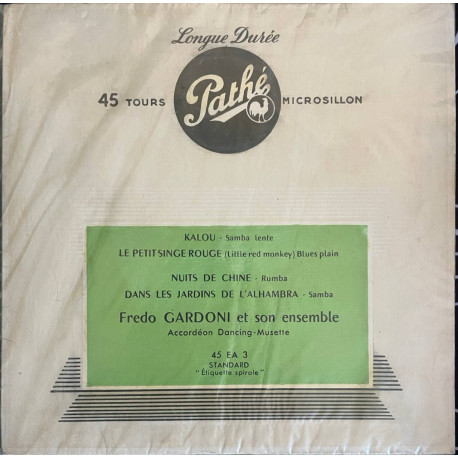 Longue Durée
45 TOURS Pathé MICROSILLON
KALOU - Samba lente
LE PETIT SINGE ROUGE (Little red monkey) Blues plain
NUITS DE CHINE - Rumba
DANS LES JARDINS DE L'ALHAMBRA - Samba
Fredo GARDONI et son ensemble
Accordéon Dancing-Musette
45 EA 3
STANDARD
"Étiquette spirale"